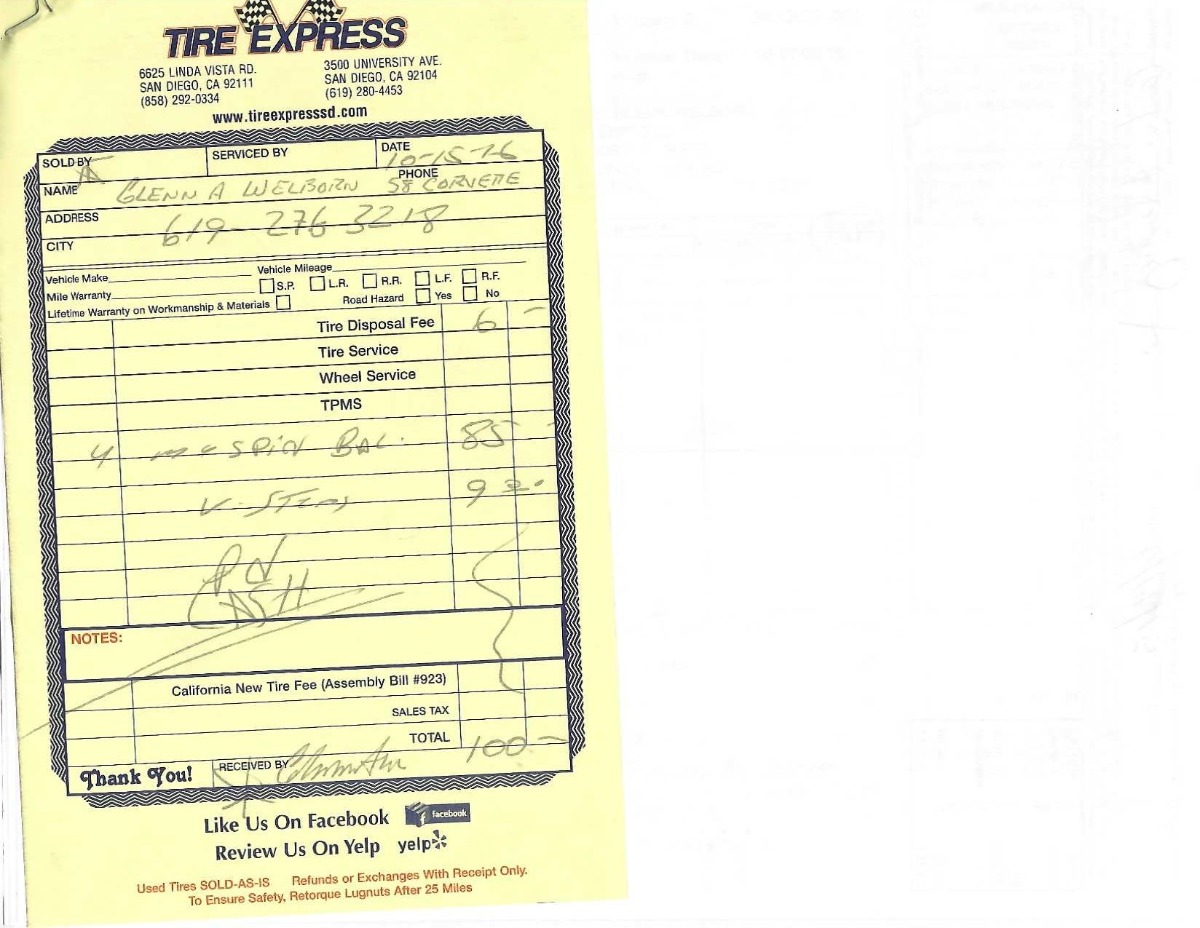 TIRE EXPRESS
6625 LINDA VISTA RD.
SAN DIEGO, CA 92111
(858) 292-0334
3500 UNIVERSITY AVE.
SAN DIEGO, CA 92104
(619) 280-4453
www.tireexpresssd.com
SOLD BY SERVICED BY DATE 10-15-16
NAME GLENN A WELBORN PHONE 58 CORVETTE
ADDRESS 619-276 3218
CITY
Vehicle Make Vehicle Mileage
Mile Warranty S.P. L.R. R.R. L.F. R.F.
Lifetime Warranty on Workmanship & Materials Road Hazard Yes No
Tire Disposal Fee 6 -
Tire Service
Wheel Service
TPMS
4 SPIN BAL. 85 -
V-STEMS 9
PD
CASH
NOTES:
California New Tire Fee (Assembly Bill #923)
SALES TAX
TOTAL 100 -
Thank You! RECEIVED BY
Like Us On Facebook facebook
Review Us On Yelp yelp
Used Tires SOLD-AS-IS Refunds or Exchanges With Receipt Only.
To Ensure Safety, Retorque Lugnuts After 25 Miles